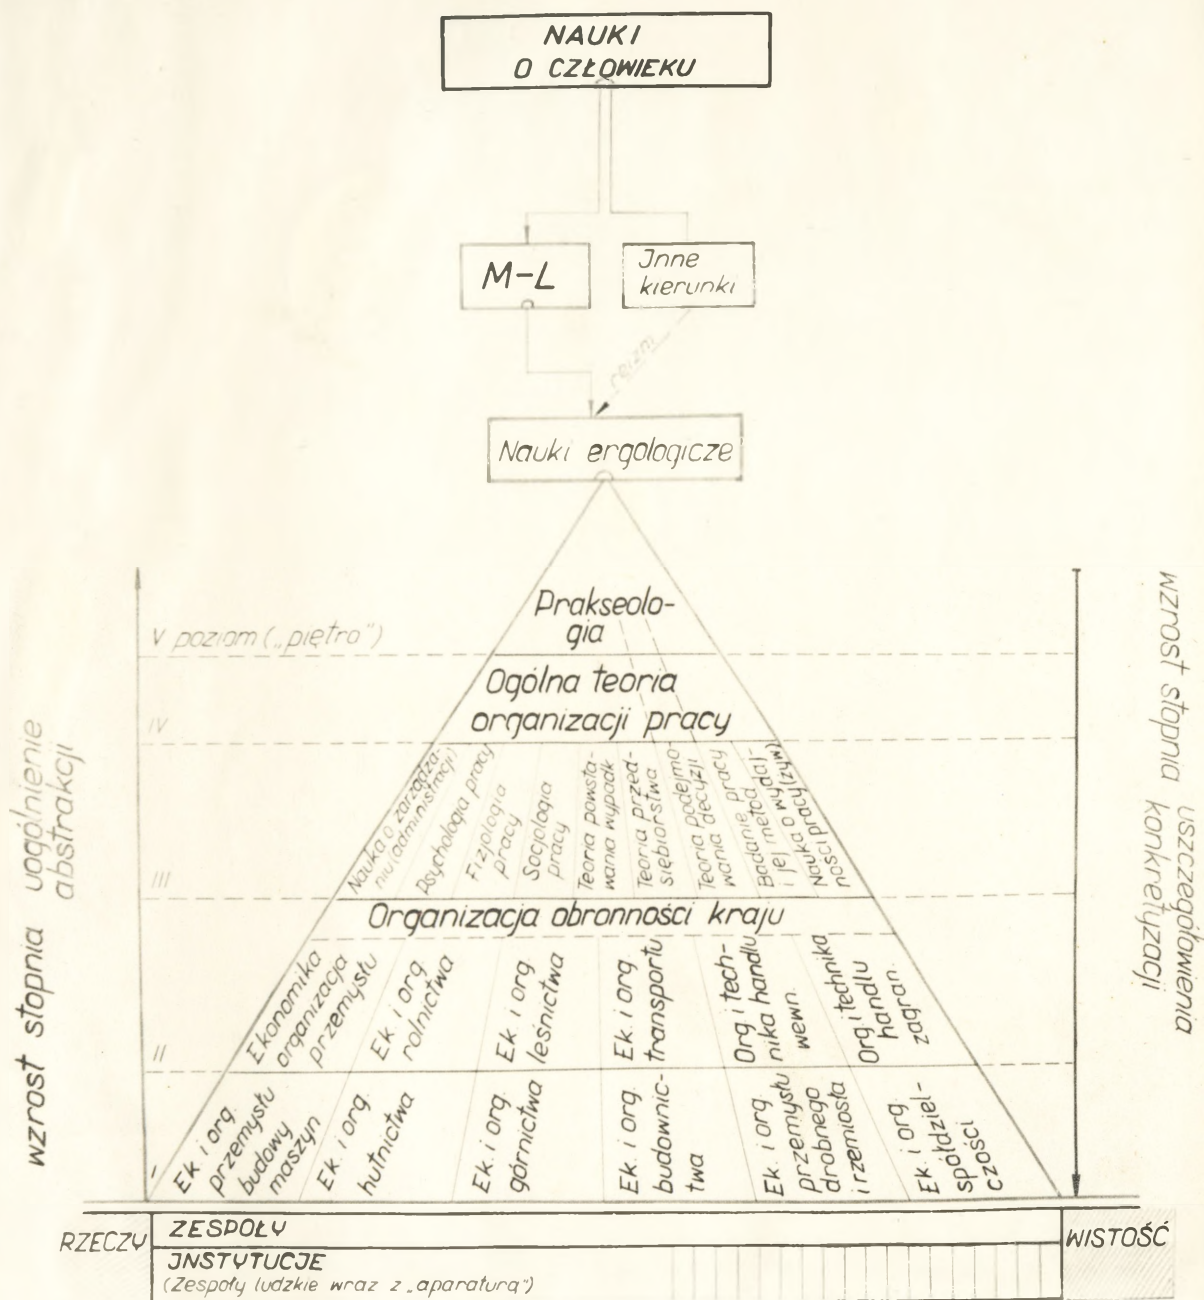 NAUKI
O CZŁOWIEKU
M-L
Jnne
kierunki
reizm
Nauki ergologicze
Prakseolo-
gia
V poziom („piętro")
Ogólna teoria
organizacji pracy
IV
Nauka o zarządza-
niu (administracji)
Psychologia pracy
Fizjologia
pracy
Socjologia
pracy
Teoria powsta-
wania wypadk
Teoria przed-
siębiorstwa
Teoria podejmo-
wania decyzji
Badanie pracy
i jej metod
Nauka o wydaj-
ności pracy (żyw)
III
Organizacja obronności kraju
Ekonomika
organizacja
przemysłu
Ek. i org.
rolnictwa
Ek. i org.
leśnictwa
Ek. i org.
transportu
Org i tech-
nika handlu
wewn.
Org i technika
handlu
zagran.
II
Ek. i org.
przemysłu
budowy
maszyn
Ek. i org.
hutnictwa
Ek. i org.
górnictwa
Ek. i org.
budownic-
twa
Ek. i org.
przemysłu
drobnego
i rzemiosła
Ek. i org.
spółdziel-
czości
I
wzrost stopnia uogólnienie
abstrakcji
wzrost stopnia uszczegółowienia
konkretyzacji
RZECZY
ZESPOŁY
WISTOŚĆ
JNSTYTUCJE
(Zespoły ludzkie wraz z „aparaturą")